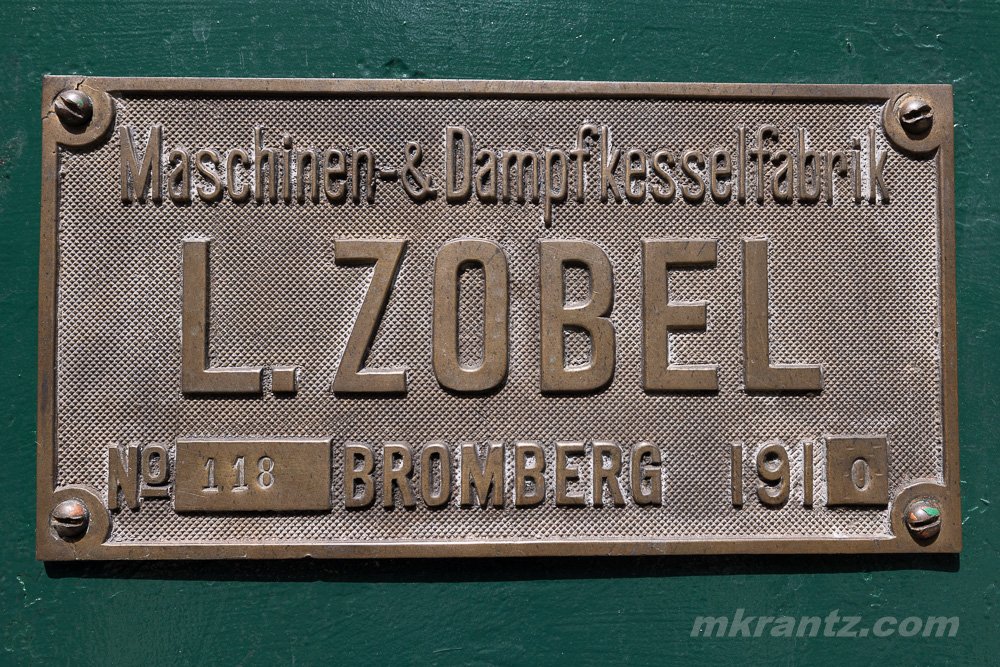 Maschinen-& Dampfkesselfabrik
L. ZOBEL
No 118 BROMBERG 1910
mkrantz.com